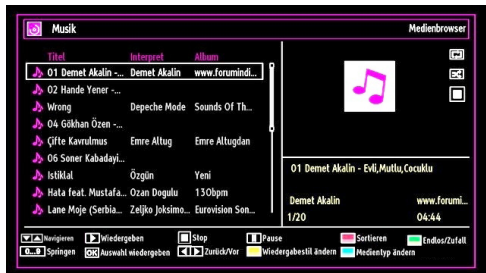 Musik
Medienbrowser
Titel Interpret Album
01 Demet Akalin -... Demet Akalin www.forumindi...
02 Hande Yener -...
Wrong Depeche Mode Sounds Of Th...
04 Gökhan Özen -...
Çifte Kavrulmus Emre Altug Emre Altugdan
06 Soner Kabadayi...
Istiklal Özgün Yeni
Hata feat. Mustafa... Ozan Dogulu 130bpm
Lane Moje (Serbia... Zeljko Joksimo... Eurovision Son...
01 Demet Akalin - Evli,Mutlu,Cocuklu
Demet Akalin www.forumi...
1/20 04:44
Navigieren Wiedergeben Stop Pause Sortieren Endlos/Zufall
0...9 Springen OK Auswahl wiedergeben Zurück/Vor Wiedergabestil ändern Medientyp ändern